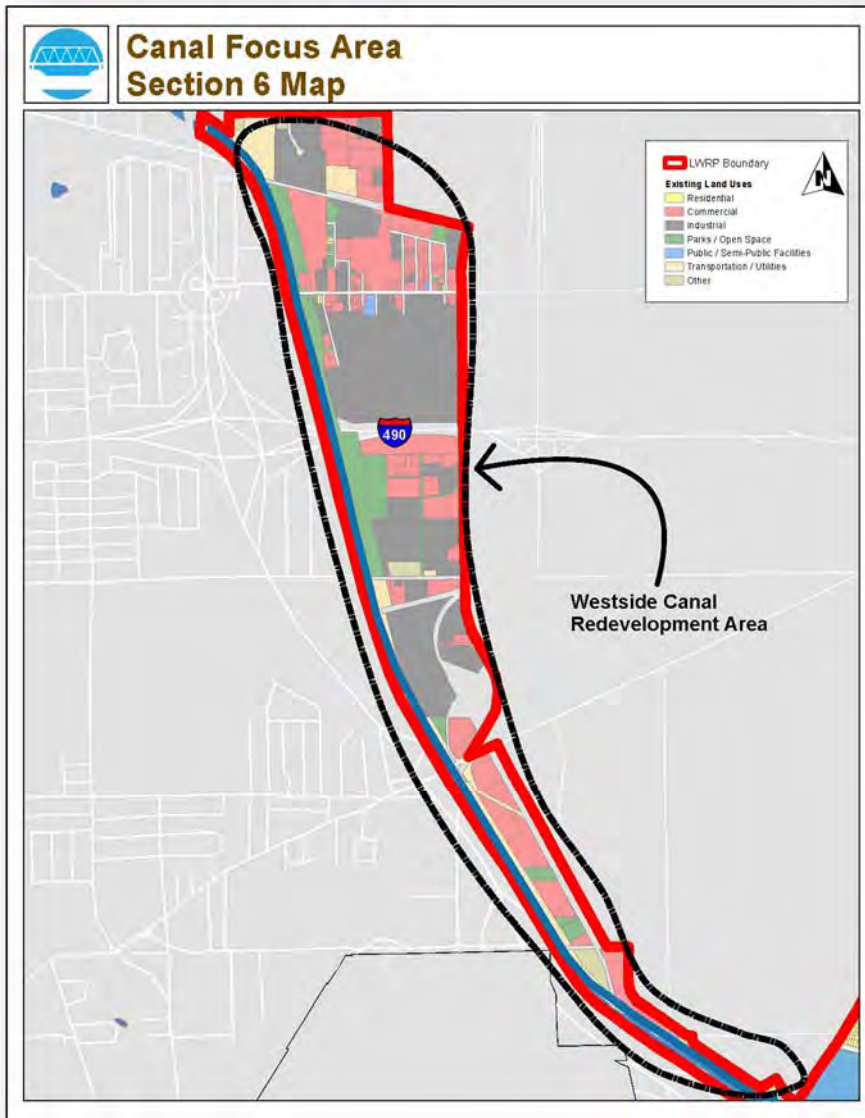 Canal Focus Area
Section 6 Map
LWRP Boundary
N
Existing Land Uses
Residential
Commercial
Industrial
Parks / Open Space
Public / Semi-Public Facilities
Transportation / Utilities
Other
490
Westside Canal
Redevelopment Area